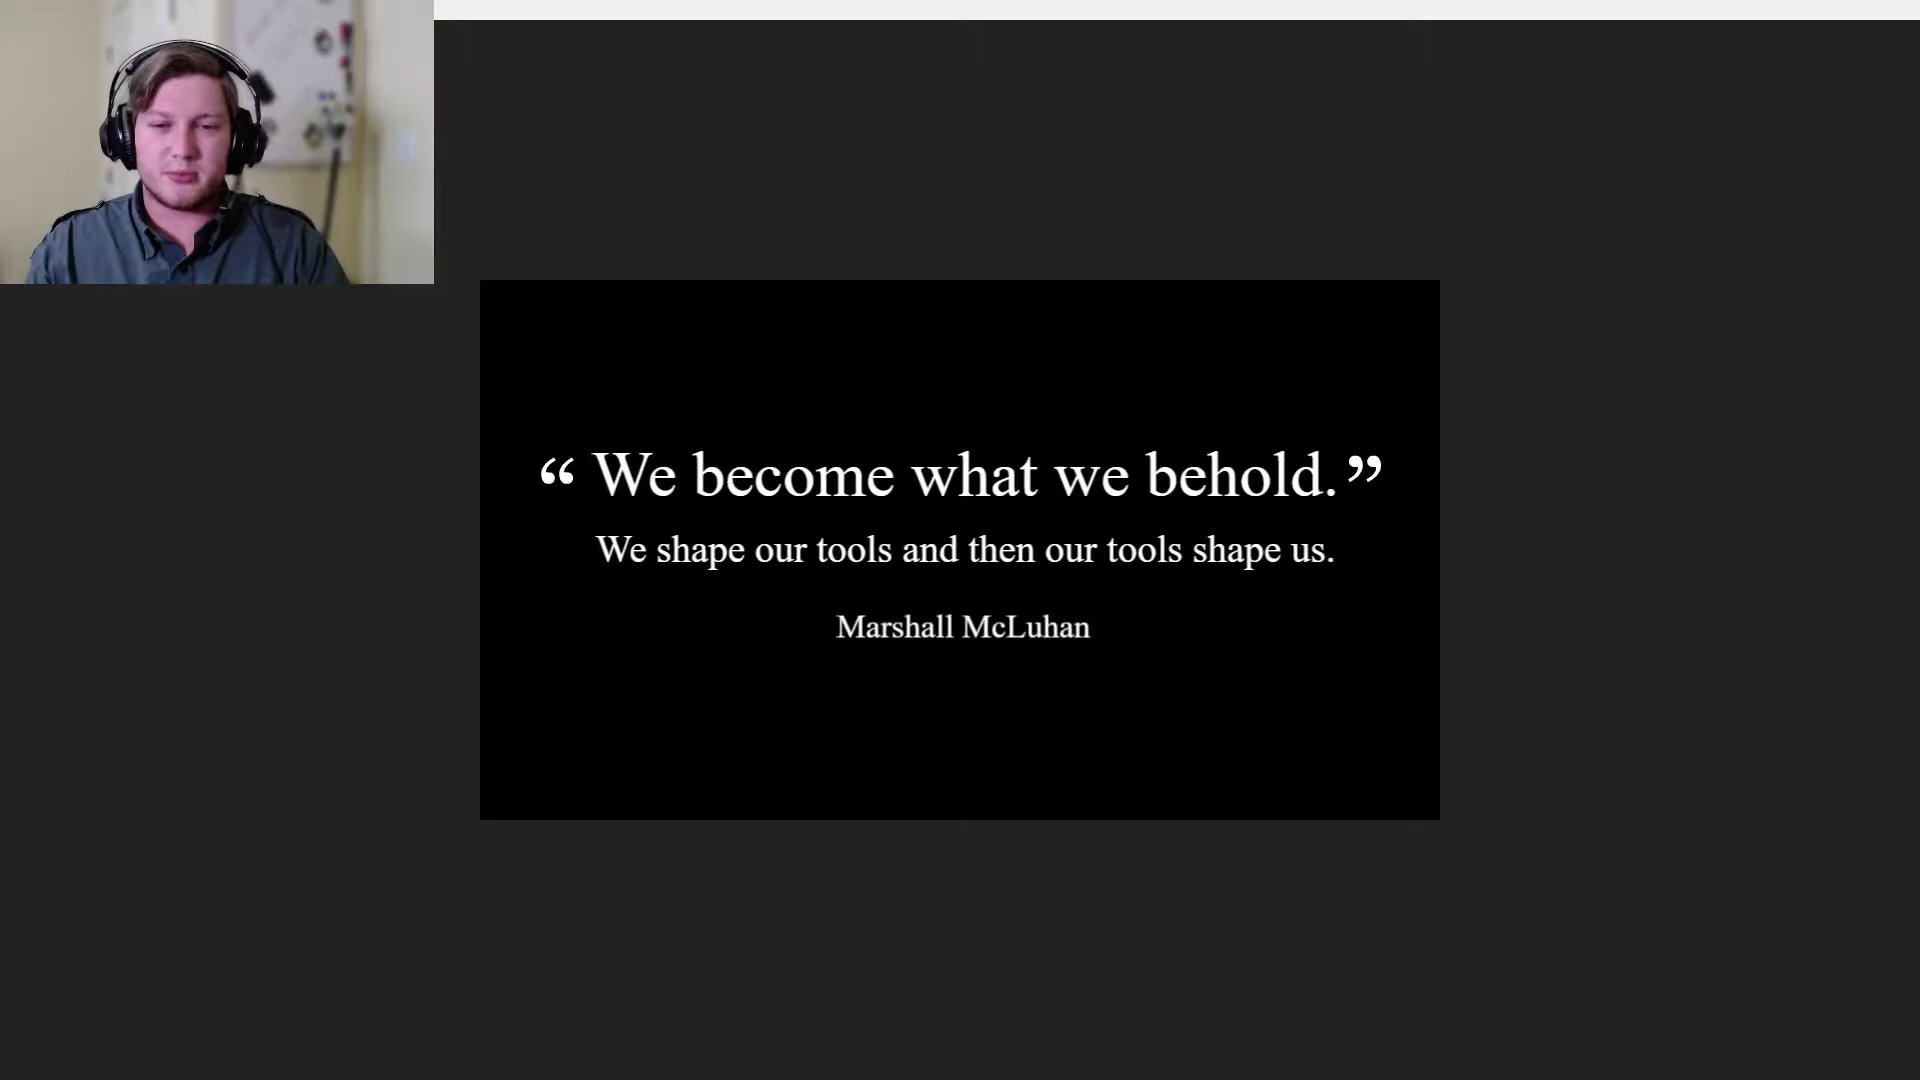 “ We become what we behold.”
We shape our tools and then our tools shape us.
Marshall McLuhan